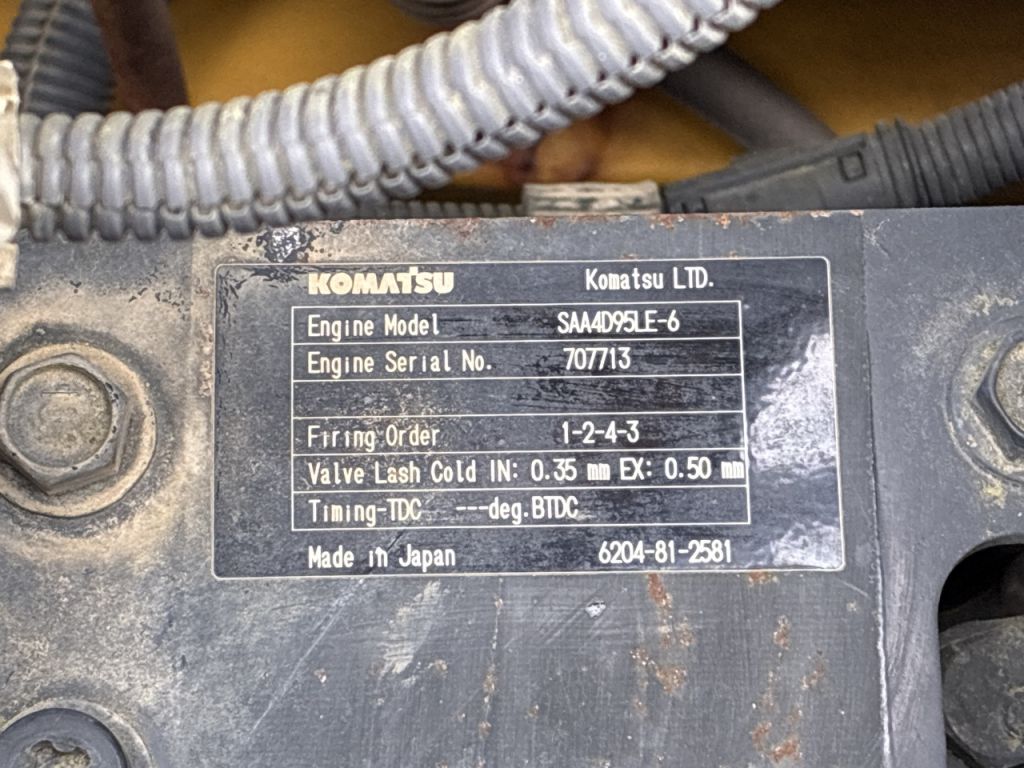 KOMATSU Komatsu LTD.
Engine Model SAA4D95LE-6
Engine Serial No. 707713
Firing Order 1-2-4-3
Valve Lash Cold IN: 0.35 mm EX: 0.50 mm
Timing-TDC ---deg.BTDC
Made in Japan 6204-81-2581